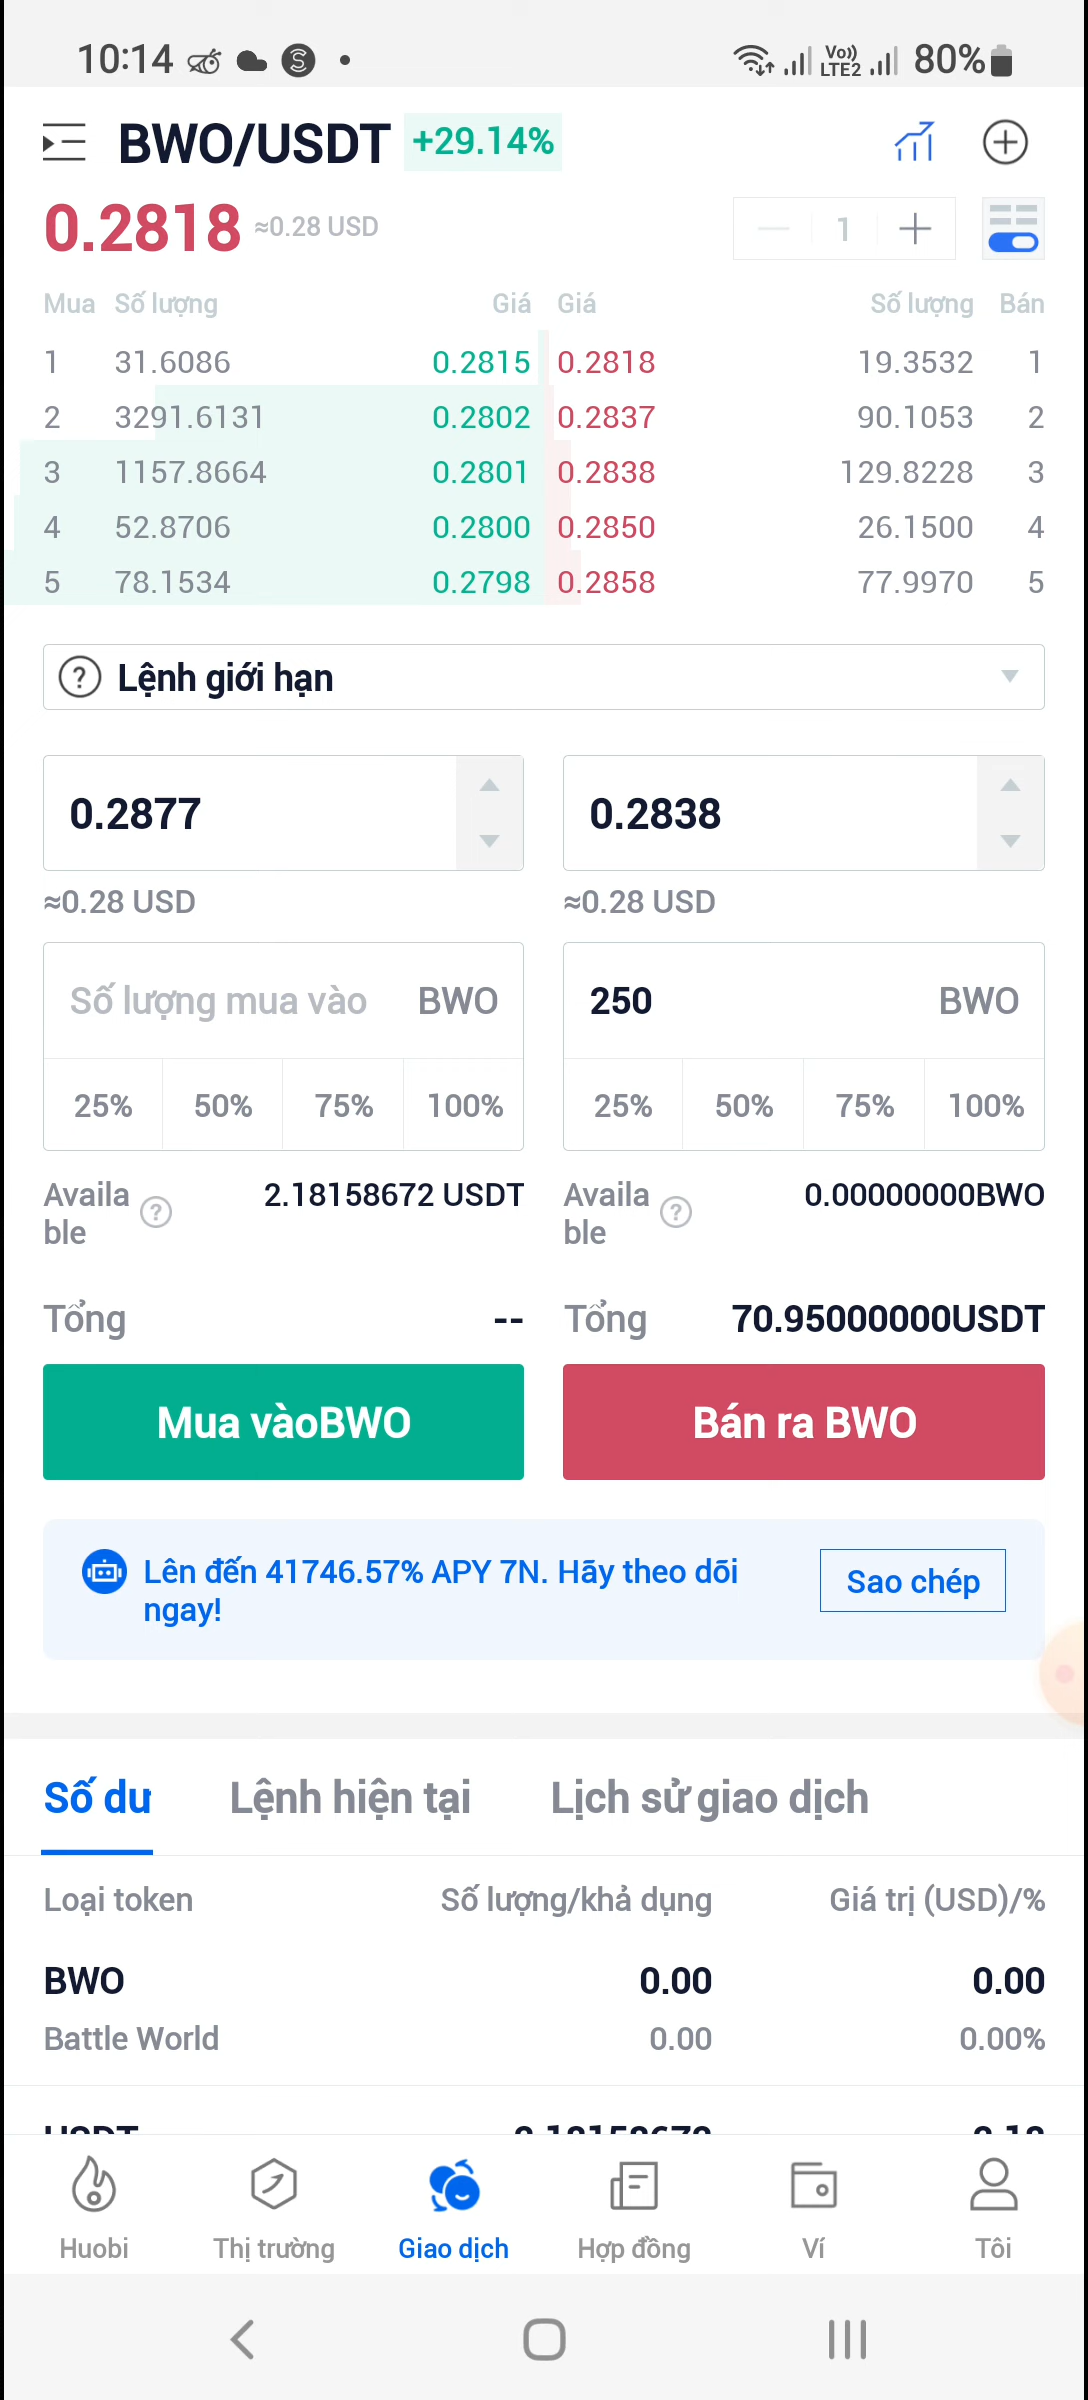 10:14 Vo)) LTE2 80%
BWO/USDT +29.14%
0.2818 ≈0.28 USD 1
Mua Số lượng Giá Giá Số lượng Bán
1 31.6086 0.2815 0.2818 19.3532 1
2 3291.6131 0.2802 0.2837 90.1053 2
3 1157.8664 0.2801 0.2838 129.8228 3
4 52.8706 0.2800 0.2850 26.1500 4
5 78.1534 0.2798 0.2858 77.9970 5
? Lệnh giới hạn
0.2877 0.2838
≈0.28 USD ≈0.28 USD
Số lượng mua vào BWO 250 BWO
25% 50% 75% 100% 25% 50% 75% 100%
Availa ? 2.18158672 USDT Availa ? 0.00000000BWO
ble ble
Tổng -- Tổng 70.95000000USDT
Mua vàoBWO Bán ra BWO
Lên đến 41746.57% APY 7N. Hãy theo dõi Sao chép
ngay!
Số dư Lệnh hiện tại Lịch sử giao dịch
Loại token Số lượng/khả dụng Giá trị (USD)/%
BWO 0.00 0.00
Battle World 0.00 0.00%
USDT
Huobi Thị trường Giao dịch Hợp đồng Ví Tôi